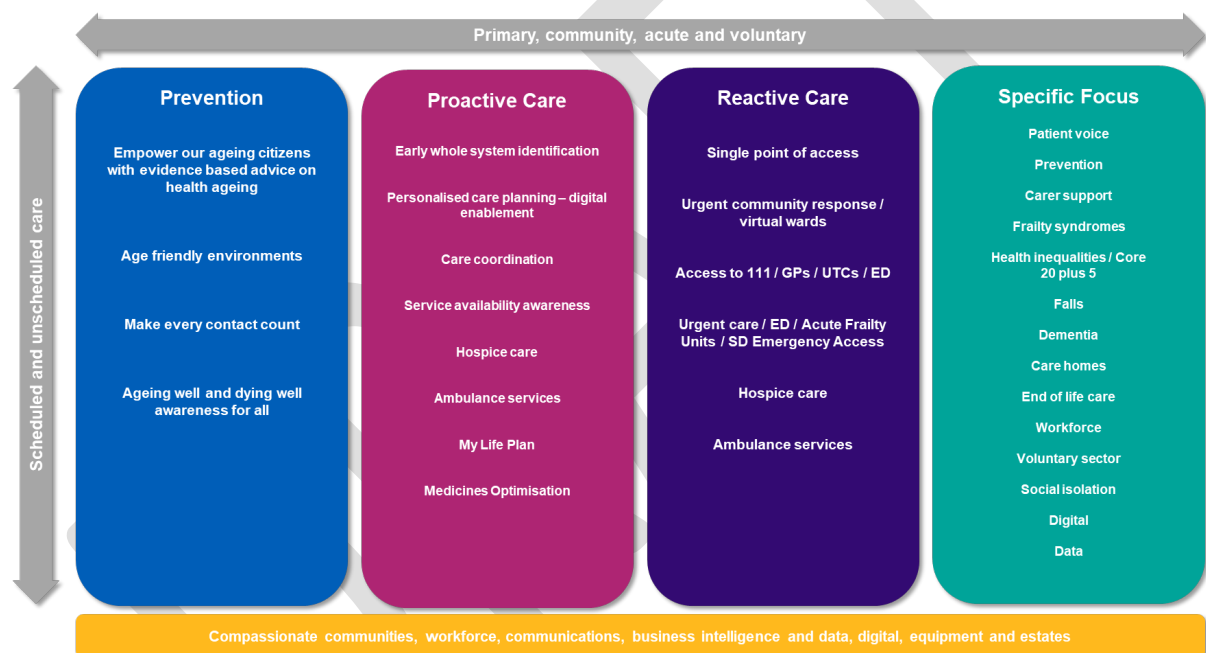 Primary, community, acute and voluntary
Scheduled and unscheduled care
Prevention
Empower our ageing citizens
with evidence based advice on
health ageing
Age friendly environments
Make every contact count
Ageing well and dying well
awareness for all
Proactive Care
Early whole system identification
Personalised care planning – digital
enablement
Care coordination
Service availability awareness
Hospice care
Ambulance services
My Life Plan
Medicines Optimisation
Reactive Care
Single point of access
Urgent community response /
virtual wards
Access to 111 / GPs / UTCs / ED
Urgent care / ED / Acute Frailty
Units / SD Emergency Access
Hospice care
Ambulance services
Specific Focus
Patient voice
Prevention
Carer support
Frailty syndromes
Health inequalities / Core
20 plus 5
Falls
Dementia
Care homes
End of life care
Workforce
Voluntary sector
Social isolation
Digital
Data
Compassionate communities, workforce, communications, business intelligence and data, digital, equipment and estates